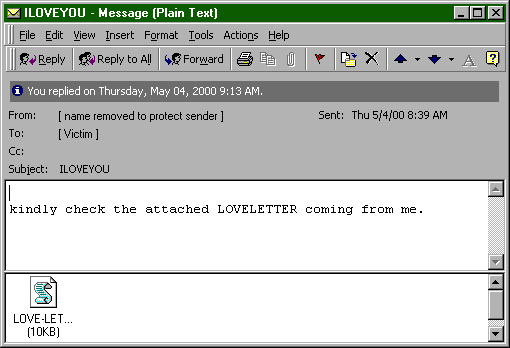 ILOVEYOU - Message (Plain Text)
File Edit View Insert Format Tools Actions Help
Reply Reply to All Forward
You replied on Thursday, May 04, 2000 9:13 AM.
From: [ name removed to protect sender ] Sent: Thu 5/4/00 8:39 AM
To: [ Victim ]
Cc:
Subject: ILOVEYOU
kindly check the attached LOVELETTER coming from me.
LOVE-LET...
(10KB)